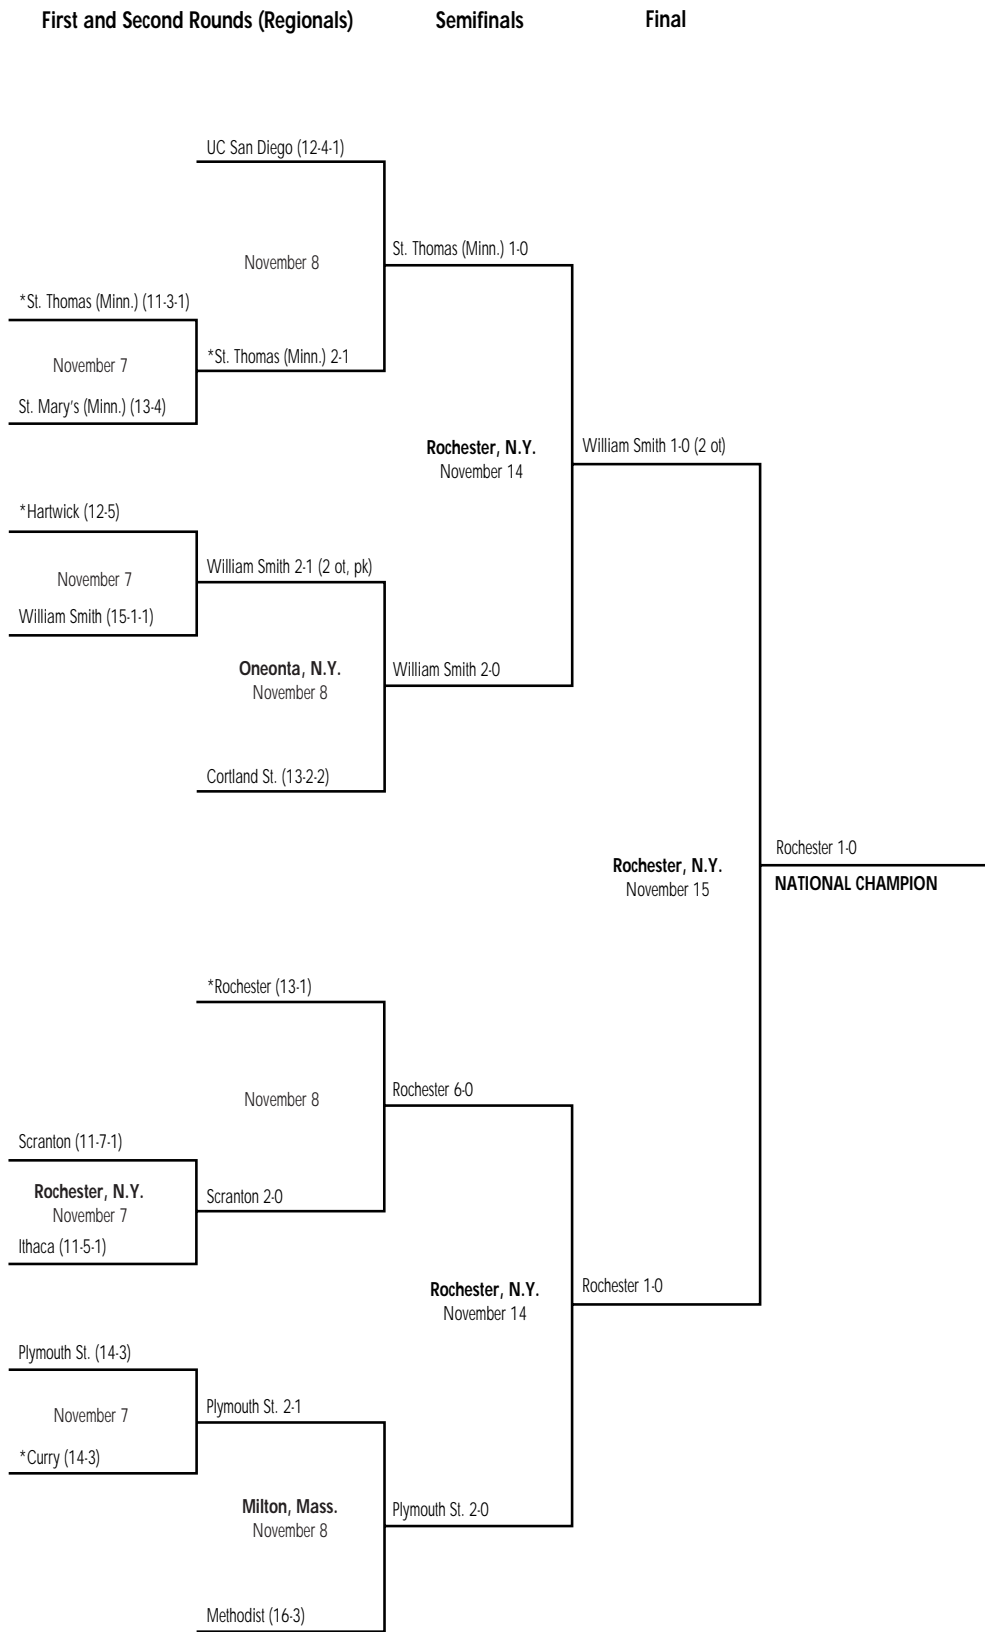 First and Second Rounds (Regionals) Semifinals Final
UC San Diego (12-4-1)
November 8
St. Thomas (Minn.) 1-0
*St. Thomas (Minn.) (11-3-1)
November 7
*St. Thomas (Minn.) 2-1
St. Mary's (Minn.) (13-4)
Rochester, N.Y.
November 14
William Smith 1-0 (2 ot)
*Hartwick (12-5)
November 7
William Smith 2-1 (2 ot, pk)
William Smith (15-1-1)
Oneonta, N.Y.
November 8
William Smith 2-0
Cortland St. (13-2-2)
Rochester, N.Y.
November 15
Rochester 1-0
NATIONAL CHAMPION
*Rochester (13-1)
November 8
Rochester 6-0
Scranton (11-7-1)
Rochester, N.Y.
November 7
Scranton 2-0
Ithaca (11-5-1)
Rochester, N.Y.
November 14
Rochester 1-0
Plymouth St. (14-3)
November 7
Plymouth St. 2-1
*Curry (14-3)
Milton, Mass.
November 8
Plymouth St. 2-0
Methodist (16-3)